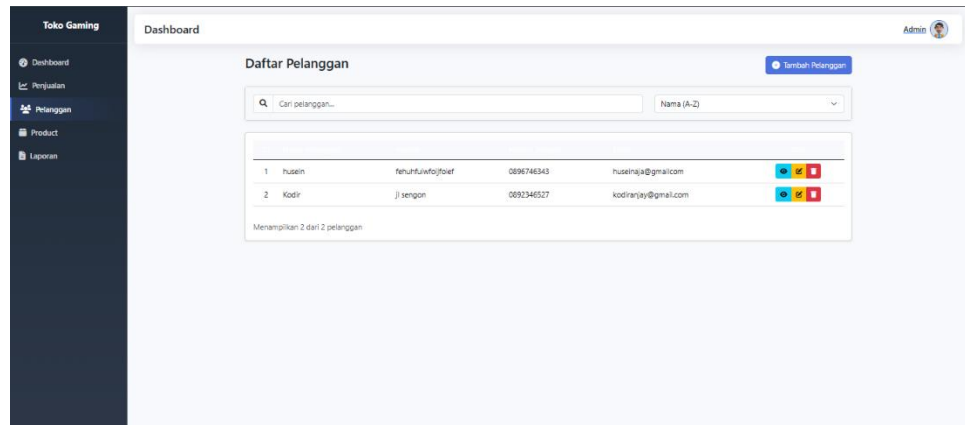 Toko Gaming
Dashboard
Admin
Dashboard
Penjualan
Pelanggan
Product
Laporan
Daftar Pelanggan
Tambah Pelanggan
Cari pelanggan...
Nama (A-Z)
1 husein 0896746343 huseinaja@gmailcom
2 Kodir jl sengon 0892346527 kodiranjay@gmail.com
Menampilkan 2 dari 2 pelanggan